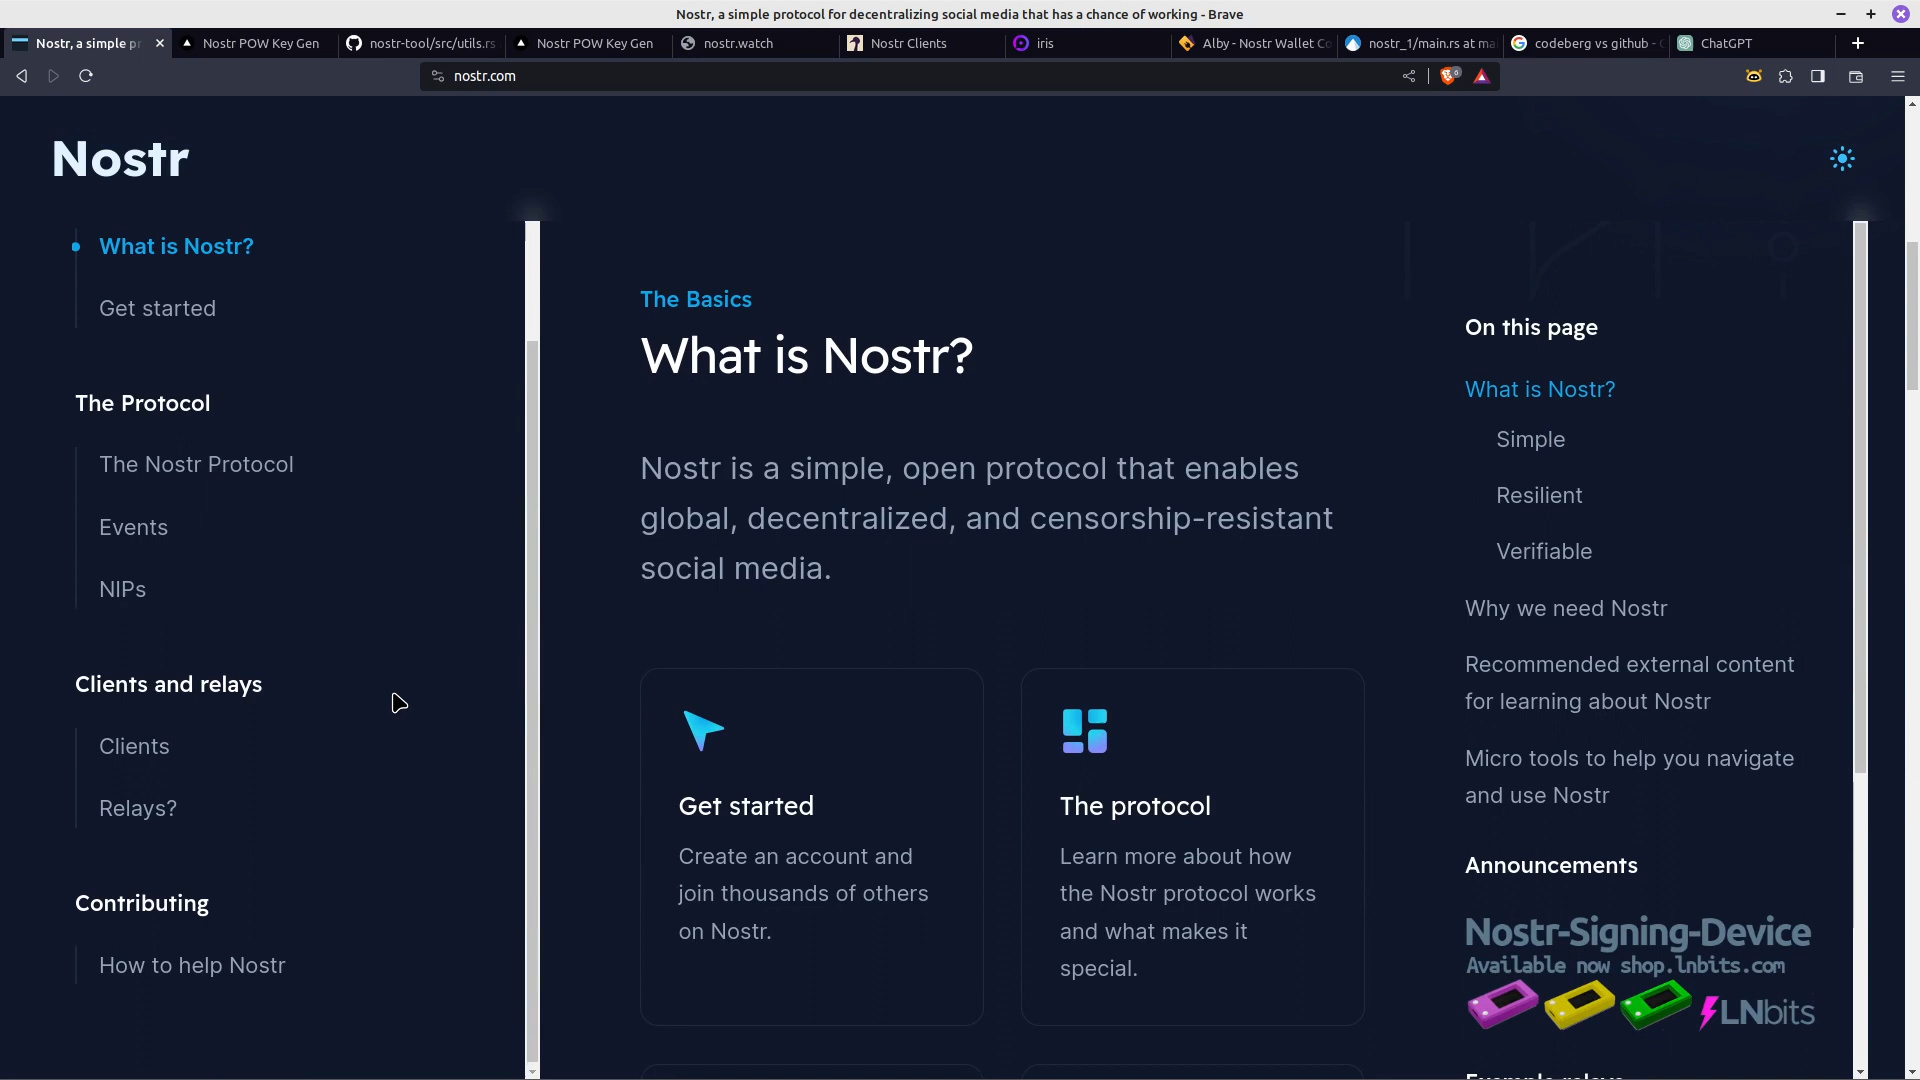 Nostr, a simple protocol for decentralizing social media that has a chance of working - Brave
Nostr, a simple pr
Nostr POW Key Gen
nostr-tool/src/utils.rs
Nostr POW Key Gen
nostr.watch
Nostr Clients
iris
Alby - Nostr Wallet Co
nostr_1/main.rs at ma
codeberg vs github -
ChatGPT
nostr.com
Nostr
What is Nostr?
Get started
The Protocol
The Nostr Protocol
Events
NIPs
Clients and relays
Clients
Relays?
Contributing
How to help Nostr
The Basics
What is Nostr?
Nostr is a simple, open protocol that enables
global, decentralized, and censorship-resistant
social media.
Get started
Create an account and
join thousands of others
on Nostr.
The protocol
Learn more about how
the Nostr protocol works
and what makes it
special.
On this page
What is Nostr?
Simple
Resilient
Verifiable
Why we need Nostr
Recommended external content
for learning about Nostr
Micro tools to help you navigate
and use Nostr
Announcements
Nostr-Signing-Device
Available now shop.lnbits.com
LNbits